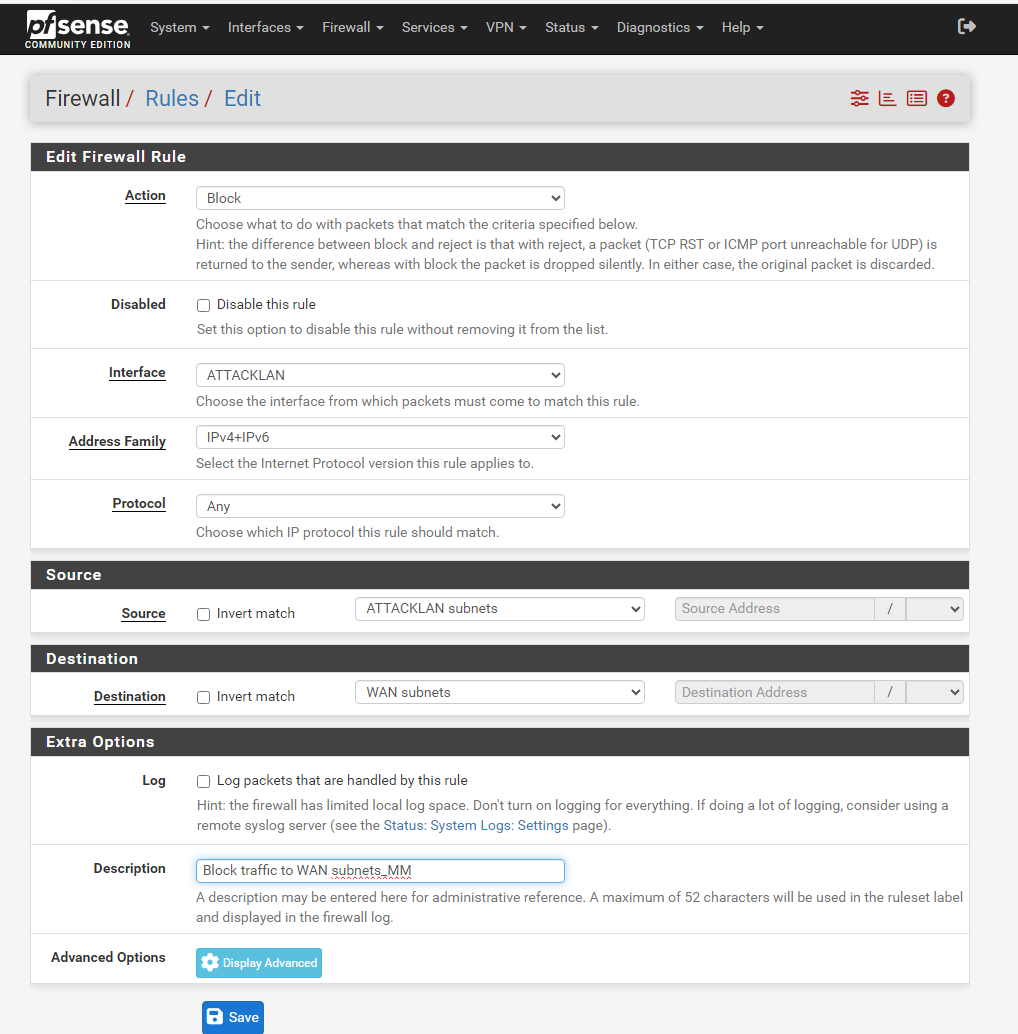 pfsense
COMMUNITY EDITION
System Interfaces Firewall Services VPN Status Diagnostics Help
Firewall / Rules / Edit
Edit Firewall Rule
Action
Block
Choose what to do with packets that match the criteria specified below.
Hint: the difference between block and reject is that with reject, a packet (TCP RST or ICMP port unreachable for UDP) is
returned to the sender, whereas with block the packet is dropped silently. In either case, the original packet is discarded.
Disabled
Disable this rule
Set this option to disable this rule without removing it from the list.
Interface
ATTACKLAN
Choose the interface from which packets must come to match this rule.
Address Family
IPv4+IPv6
Select the Internet Protocol version this rule applies to.
Protocol
Any
Choose which IP protocol this rule should match.
Source
Source Invert match ATTACKLAN subnets Source Address /
Destination
Destination Invert match WAN subnets Destination Address /
Extra Options
Log
Log packets that are handled by this rule
Hint: the firewall has limited local log space. Don't turn on logging for everything. If doing a lot of logging, consider using a
remote syslog server (see the Status: System Logs: Settings page).
Description
Block traffic to WAN subnets_MM
A description may be entered here for administrative reference. A maximum of 52 characters will be used in the ruleset label
and displayed in the firewall log.
Advanced Options
Display Advanced
Save